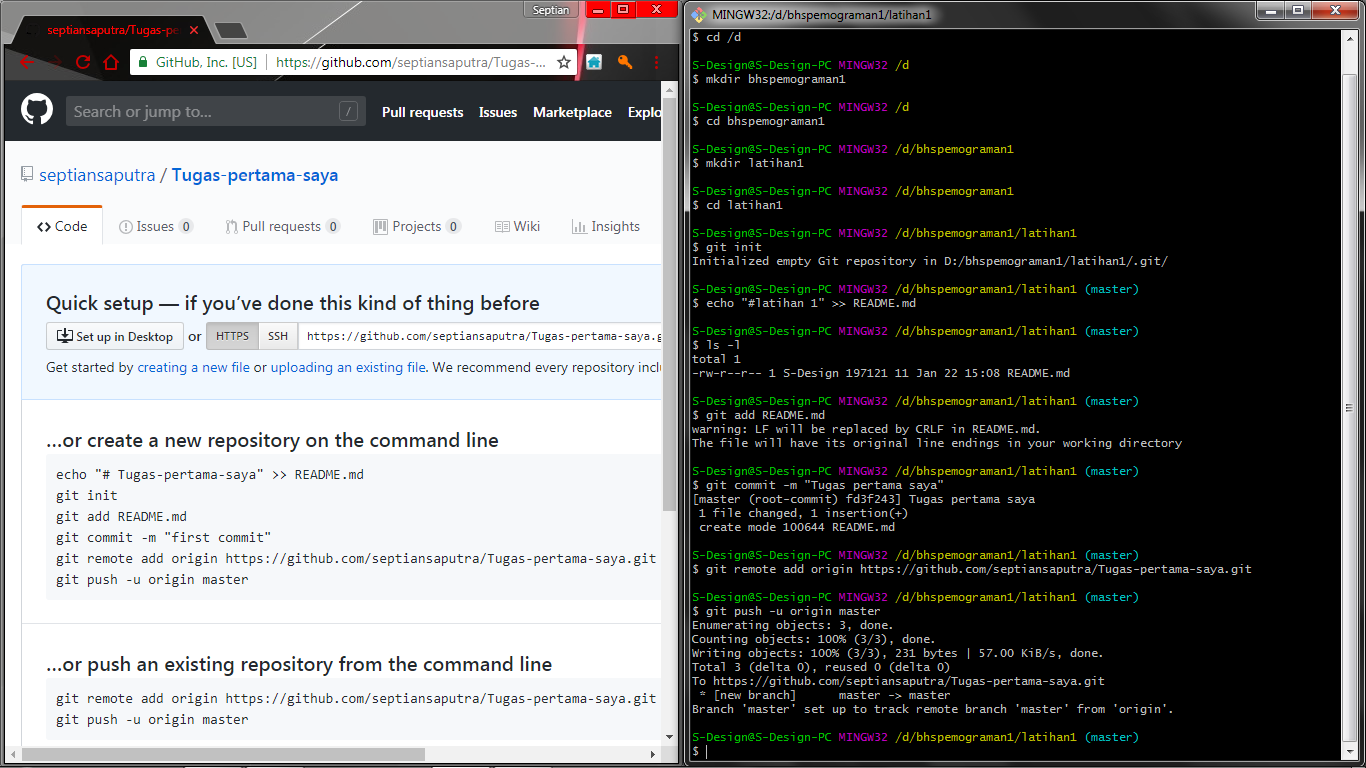 Septian
septiansaputra/Tugas-pe
GitHub, Inc. [US] https://github.com/septiansaputra/Tugas-...
Search or jump to... /
Pull requests Issues Marketplace Explo
septiansaputra / Tugas-pertama-saya
Code Issues 0 Pull requests 0 Projects 0 Wiki Insights
Quick setup — if you’ve done this kind of thing before
Set up in Desktop or HTTPS SSH https://github.com/septiansaputra/Tugas-pertama-saya.g
Get started by creating a new file or uploading an existing file. We recommend every repository inclu
...or create a new repository on the command line
echo "# Tugas-pertama-saya" >> README.md
git init
git add README.md
git commit -m "first commit"
git remote add origin https://github.com/septiansaputra/Tugas-pertama-saya.git
git push -u origin master
...or push an existing repository from the command line
git remote add origin https://github.com/septiansaputra/Tugas-pertama-saya.git
git push -u origin master
MINGW32:/d/bhspemograman1/latihan1
$ cd /d
S-Design@S-Design-PC MINGW32 /d
$ mkdir bhspemograman1
S-Design@S-Design-PC MINGW32 /d
$ cd bhspemograman1
S-Design@S-Design-PC MINGW32 /d/bhspemograman1
$ mkdir latihan1
S-Design@S-Design-PC MINGW32 /d/bhspemograman1
$ cd latihan1
S-Design@S-Design-PC MINGW32 /d/bhspemograman1/latihan1
$ git init
Initialized empty Git repository in D:/bhspemograman1/latihan1/.git/
S-Design@S-Design-PC MINGW32 /d/bhspemograman1/latihan1 (master)
$ echo "#latihan 1" >> README.md
S-Design@S-Design-PC MINGW32 /d/bhspemograman1/latihan1 (master)
$ ls -l
total 1
-rw-r--r-- 1 S-Design 197121 11 Jan 22 15:08 README.md
S-Design@S-Design-PC MINGW32 /d/bhspemograman1/latihan1 (master)
$ git add README.md
warning: LF will be replaced by CRLF in README.md.
The file will have its original line endings in your working directory
S-Design@S-Design-PC MINGW32 /d/bhspemograman1/latihan1 (master)
$ git commit -m "Tugas pertama saya"
[master (root-commit) fd3f243] Tugas pertama saya
1 file changed, 1 insertion(+)
create mode 100644 README.md
S-Design@S-Design-PC MINGW32 /d/bhspemograman1/latihan1 (master)
$ git remote add origin https://github.com/septiansaputra/Tugas-pertama-saya.git
S-Design@S-Design-PC MINGW32 /d/bhspemograman1/latihan1 (master)
$ git push -u origin master
Enumerating objects: 3, done.
Counting objects: 100% (3/3), done.
Writing objects: 100% (3/3), 231 bytes | 57.00 KiB/s, done.
Total 3 (delta 0), reused 0 (delta 0)
To https://github.com/septiansaputra/Tugas-pertama-saya.git
* [new branch] master -> master
Branch 'master' set up to track remote branch 'master' from 'origin'.
S-Design@S-Design-PC MINGW32 /d/bhspemograman1/latihan1 (master)
$